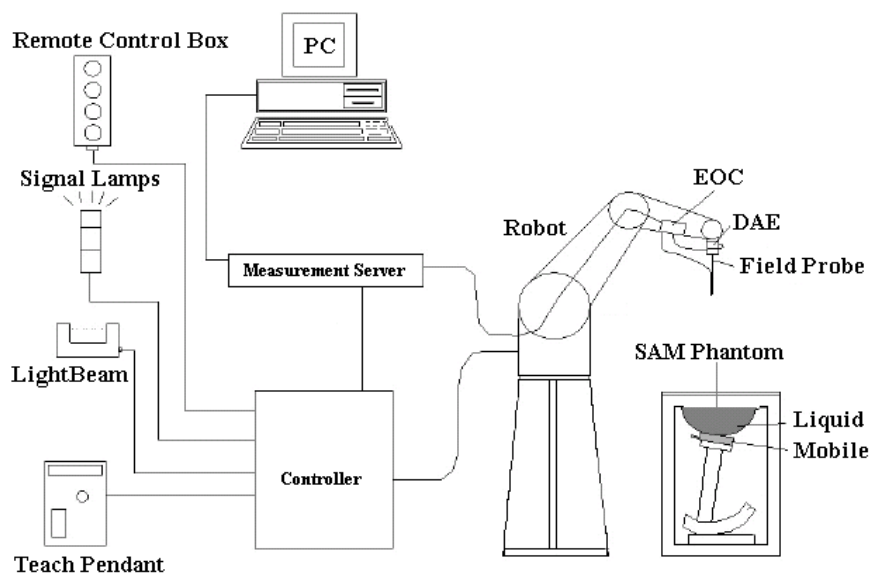 Remote Control Box
PC
Signal Lamps
EOC
DAE
Robot
Field Probe
Measurement Server
SAM Phantom
LightBeam
Liquid
Mobile
Controller
Teach Pendant